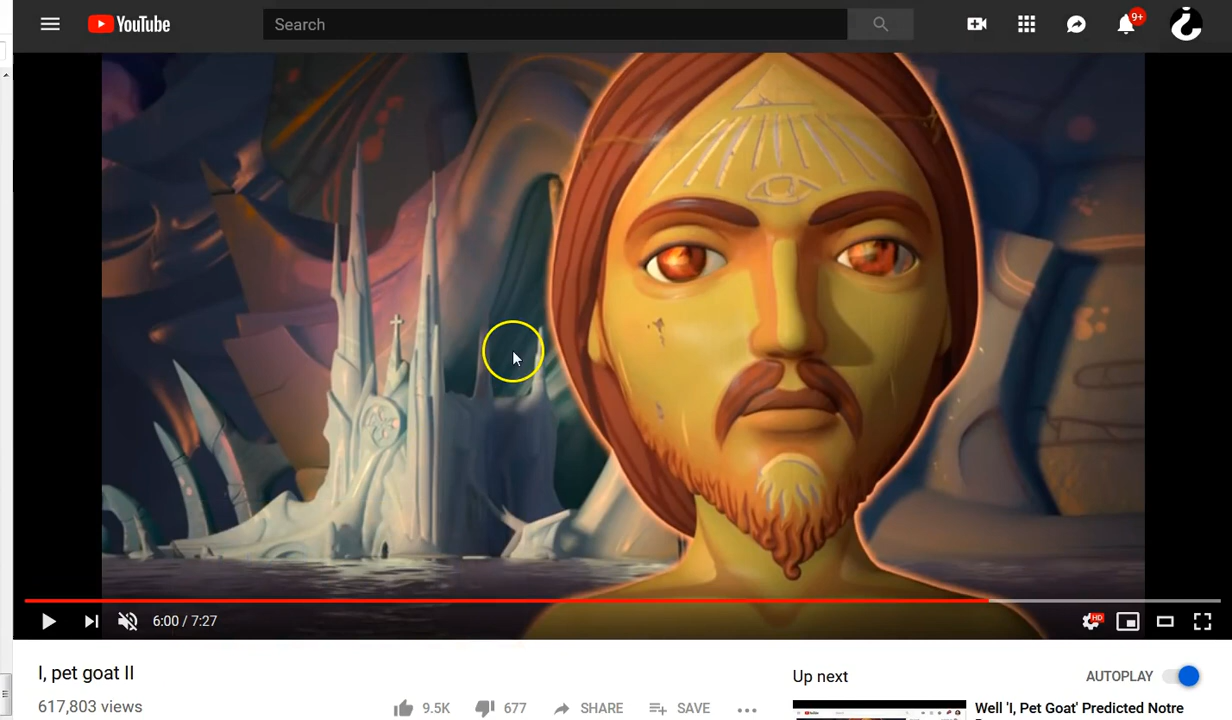 YouTube
Search
9+
6:00 / 7:27
HD
I, pet goat II
617,803 views
9.5K
677
SHARE
SAVE
Up next
AUTOPLAY
Well 'I, Pet Goat' Predicted Notre